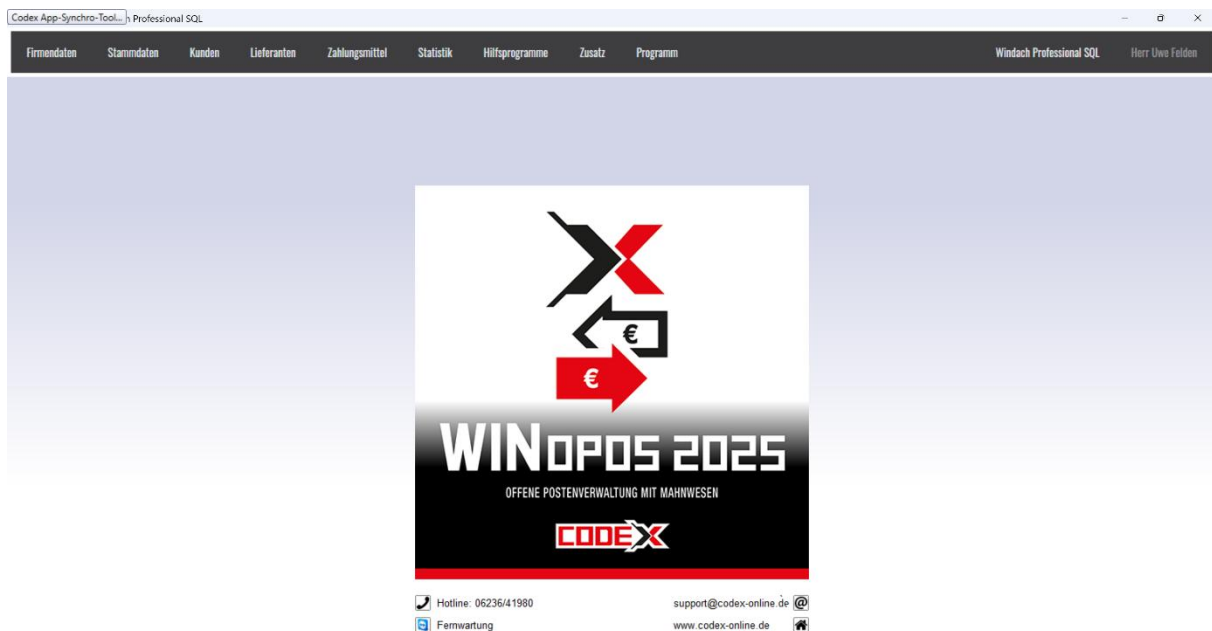 Codex App-Synchro-Tool... h Professional SQL
Firmendaten Stammdaten Kunden Lieferanten Zahlungsmittel Statistik Hilfsprogramme Zusatz Programm Windach Professional SQL Herr Uwe Felden
€
€
WINOPOS 2025
OFFENE POSTENVERWALTUNG MIT MAHNWESEN
CODEX
Hotline: 06236/41980 support@codex-online.de @
Fernwartung www.codex-online.de